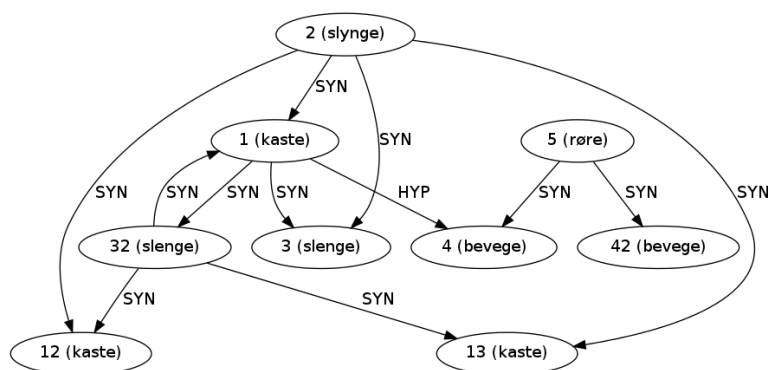 2 (slynge)
SYN
1 (kaste)
5 (røre)
SYN
SYN
SYN
SYN
SYN
SYN
HYP
SYN
SYN
SYN
32 (slenge)
3 (slenge)
4 (bevege)
42 (bevege)
SYN
SYN
12 (kaste)
13 (kaste)